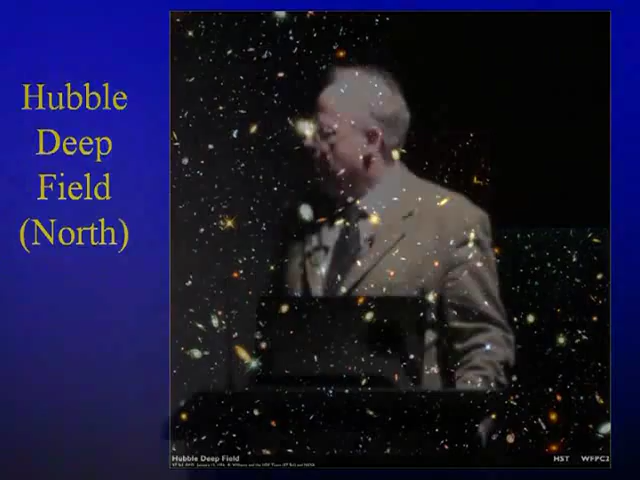 Hubble
Deep
Field
(North)
Hubble Deep Field
HST WFPC2